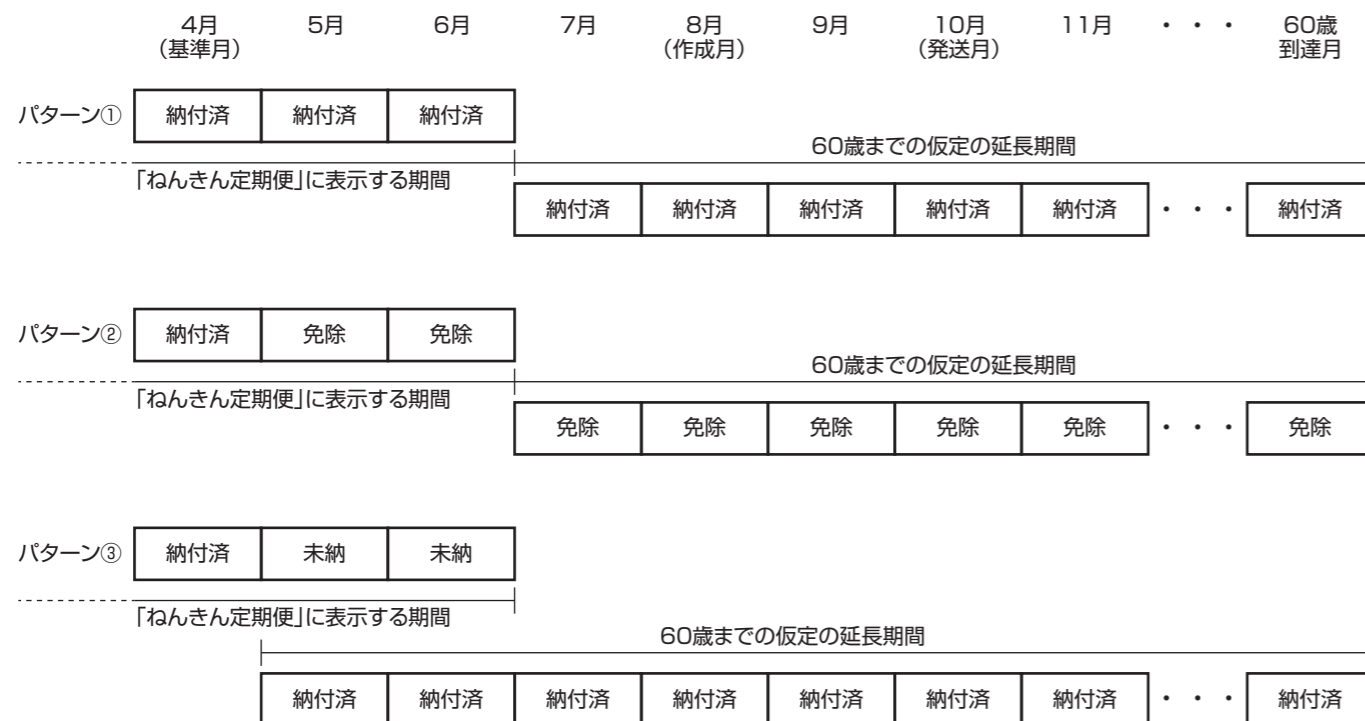 4月 5月 6月 7月 8月 9月 10月 11月 ・・・ 60歳
(基準月) (作成月) (発送月) 到達月
パターン① 納付済 納付済 納付済
60歳までの仮定の延長期間
「ねんきん定期便」に表示する期間
納付済 納付済 納付済 納付済 納付済 ・・・ 納付済
パターン② 納付済 免除 免除
60歳までの仮定の延長期間
「ねんきん定期便」に表示する期間
免除 免除 免除 免除 免除 ・・・ 免除
パターン③ 納付済 未納 未納
「ねんきん定期便」に表示する期間
60歳までの仮定の延長期間
納付済 納付済 納付済 納付済 納付済 納付済 納付済 ・・・ 納付済